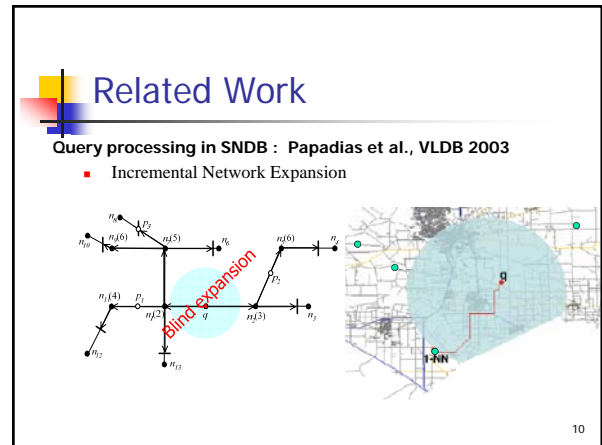 Related Work
Query processing in SNDB : Papadias et al., VLDB 2003
Incremental Network Expansion
n8
p3
n10
n7(6)
n5(5)
n6
n4(6)
n4
p2
Blind expansion
n3(4)
p1
n1(2)
q
n2(3)
n5
n12
n13
q
1-NN
10